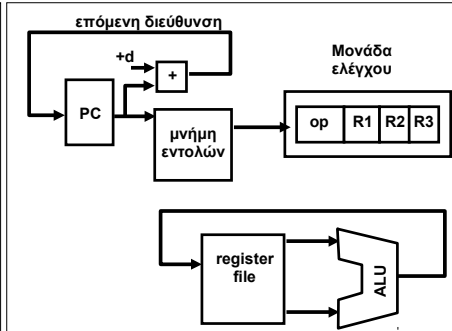 επόμενη διεύθυνση
+d
+
PC
μνήμη
εντολών
Μονάδα
ελέγχου
op R1 R2 R3
register
file
ALU